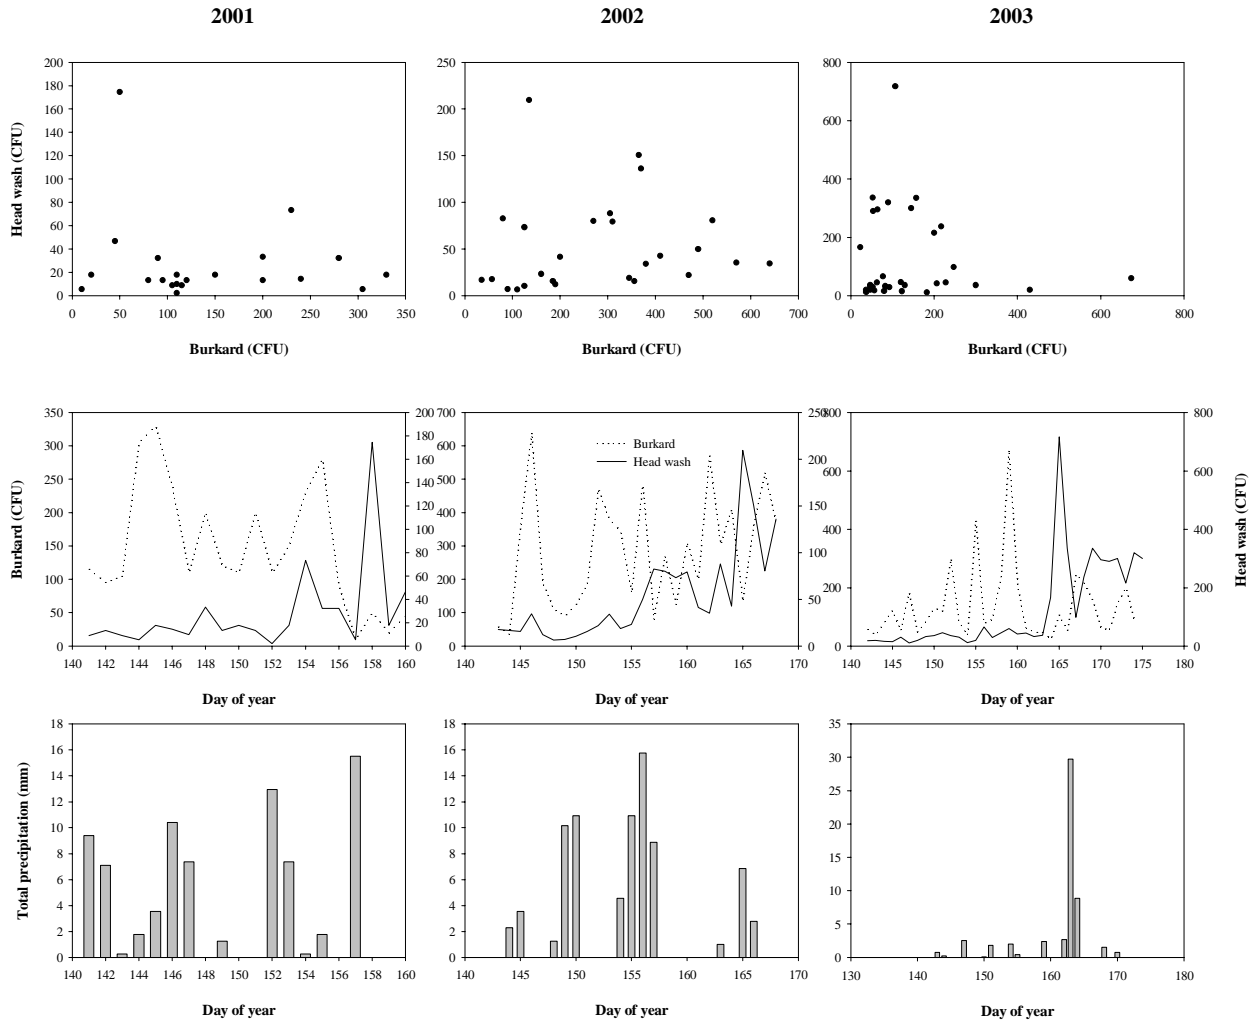 2001 2002 2003
200 250 800
180
160 200
140 600
120 150
100 400
80 100
60
40 50 200
20
0 0 0
0 50 100 150 200 250 300 350 0 100 200 300 400 500 600 700 0 200 400 600 800
Head wash (CFU)
Burkard (CFU) Burkard (CFU) Burkard (CFU)
350 200 700 250 800 800
300 180 600 200 600 600
250 160 500 150
200 140 400 400 400
150 120 300 100
100 100 200 200 200
50 80 100 50
0 60 0 0 0 0
40
20
0
Burkard
Head wash
140 142 144 146 148 150 152 154 156 158 160 140 145 150 155 160 165 170 140 145 150 155 160 165 170 175 180
Burkard (CFU)
Head wash (CFU)
Day of year Day of year Day of year
18 18 35
16 16 30
14 14 25
12 12
10 10 20
8 8 15
6 6 10
4 4
2 2 5
0 0 0
140 142 144 146 148 150 152 154 156 158 160 140 145 150 155 160 165 170 130 140 150 160 170 180
Total precipitation (mm)
Day of year Day of year Day of year